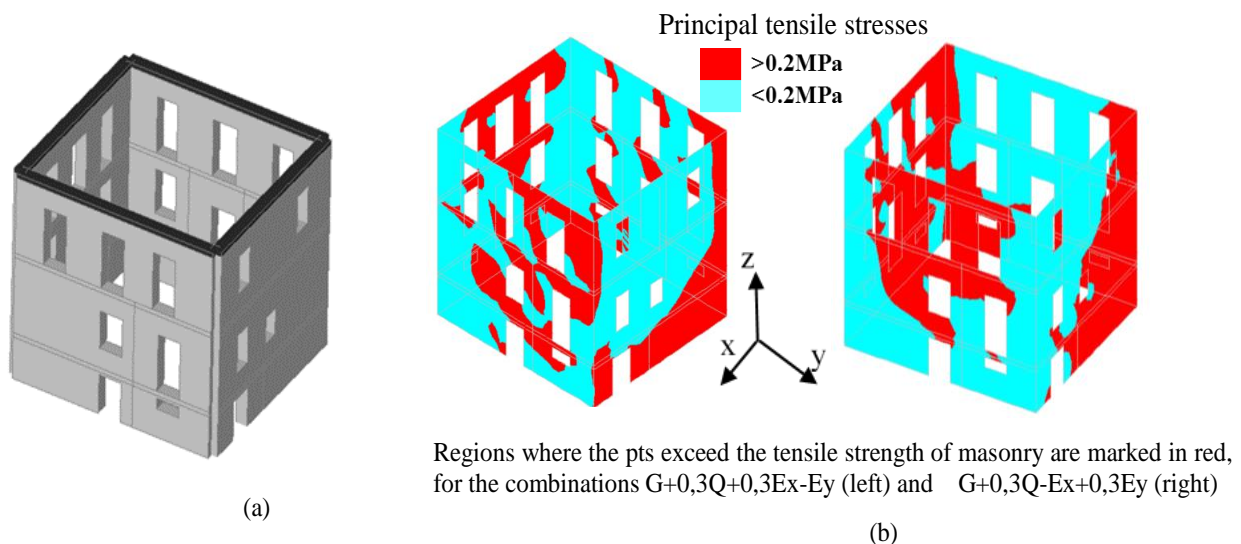 Principal tensile stresses
>0.2MPa
<0.2MPa
z
x
y
Regions where the pts exceed the tensile strength of masonry are marked in red,
for the combinations G+0,3Q+0,3Ex-Ey (left) and G+0,3Q-Ex+0,3Ey (right)
(a)
(b)